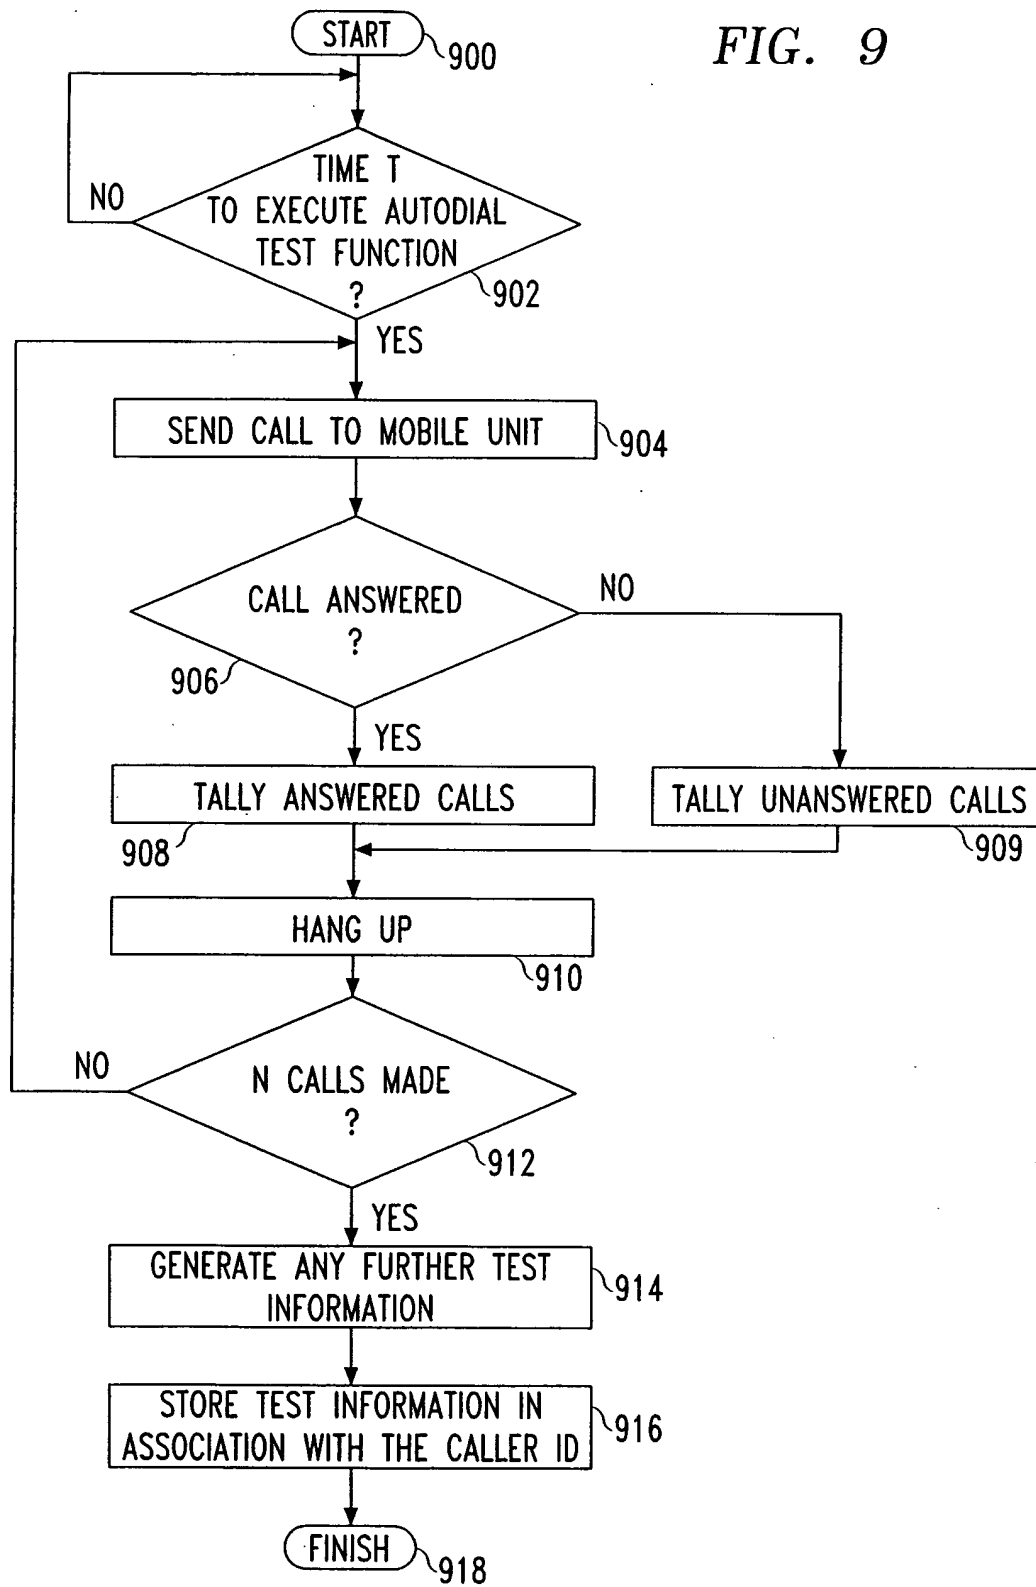 FIG. 9
START
900
TIME T
TO EXECUTE AUTODIAL
TEST FUNCTION
?
902
NO
YES
SEND CALL TO MOBILE UNIT
904
CALL ANSWERED
?
906
NO
YES
TALLY ANSWERED CALLS
908
TALLY UNANSWERED CALLS
909
HANG UP
910
N CALLS MADE
?
912
NO
YES
GENERATE ANY FURTHER TEST
INFORMATION
914
STORE TEST INFORMATION IN
ASSOCIATION WITH THE CALLER ID
916
FINISH
918